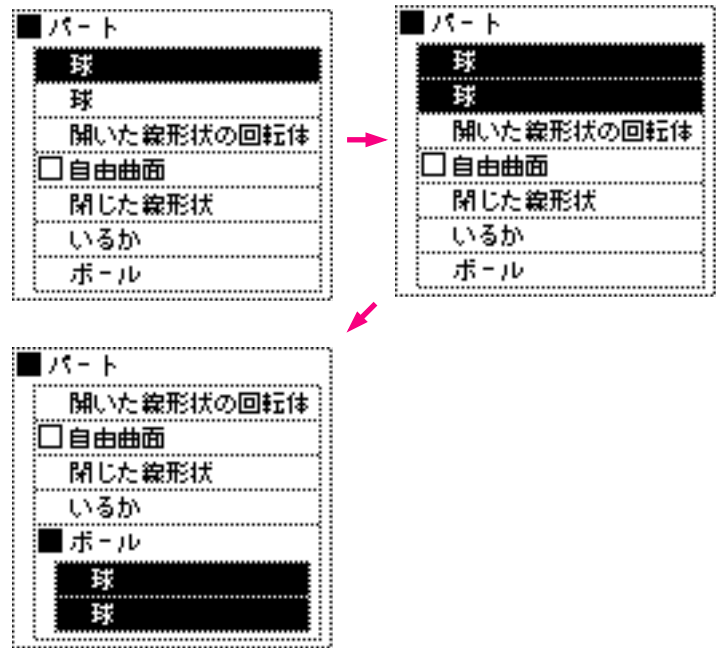 パート
球
球
開いた線形状の回転体
自由曲面
閉じた線形状
いるか
ボール
パート
球
球
開いた線形状の回転体
自由曲面
閉じた線形状
いるか
ボール
パート
開いた線形状の回転体
自由曲面
閉じた線形状
いるか
ボール
球
球